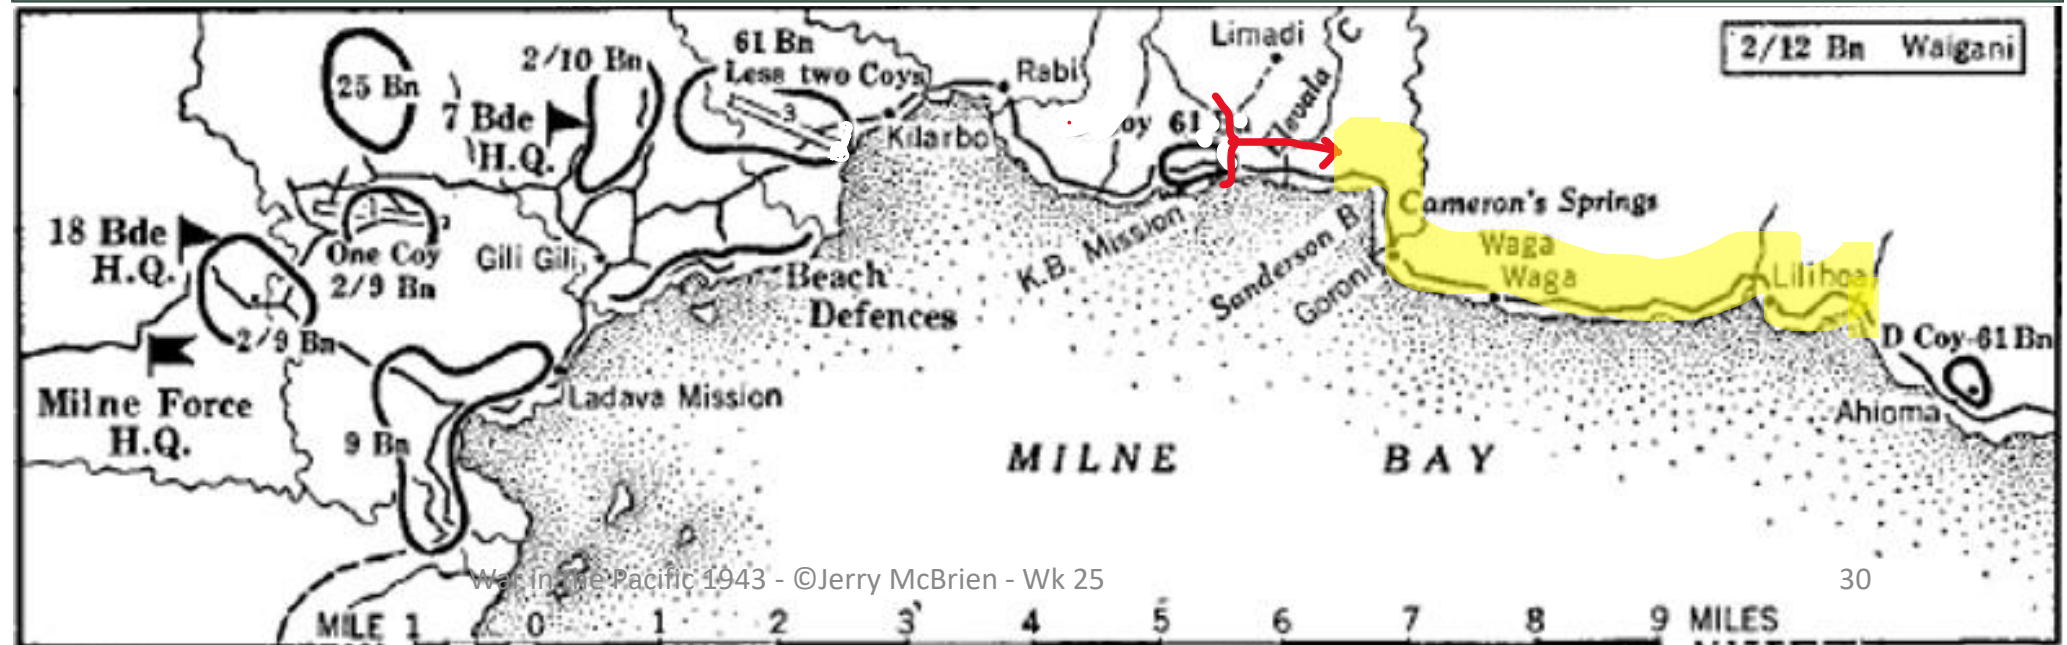 2/12 Bn Waigani
Limadi
C
61 Bn
Less two Coys
2/10 Bn
25 Bn
Rabi
7 Bde
H.Q.
3
Kilarbo
oy 61
Elevala
18 Bde
H.Q.
1
2
One Coy
2/9 Bn
Gili Gili
Beach
Defences
K.B. Mission
Sanderson B.
Goroni
Cameron's Springs
Waga
Waga
Lilihoa
2/9 Bn
D Coy-61 Bn
Ahioma
Ladava Mission
Milne Force
H.Q.
9 Bn
MILNE BAY
War in the Pacific 1943 - ©Jerry McBrien - Wk 25
30
MILE 1 0 1 2 3 4 5 6 7 8 9 MILES